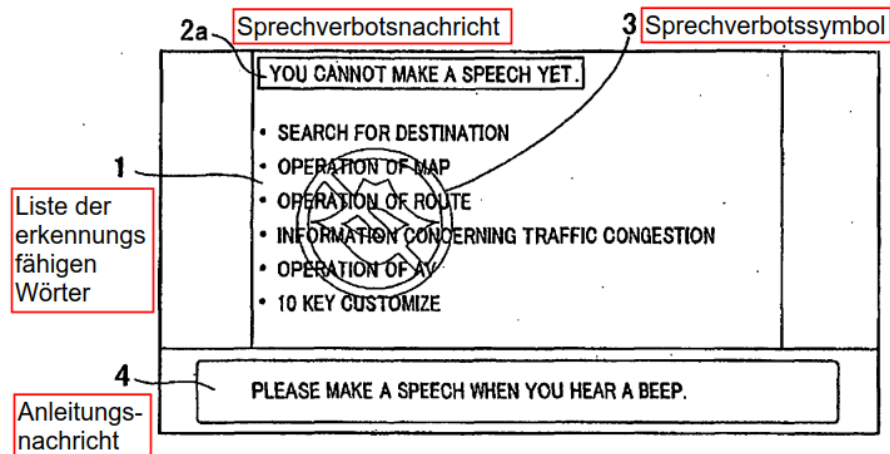 2a
Sprechverbotsnachricht
3
Sprechverbotssymbol
YOU CANNOT MAKE A SPEECH YET.
• SEARCH FOR DESTINATION
1
• OPERATION OF MAP
Liste der
erkennungs
fähigen
Wörter
• OPERATION OF ROUTE
• INFORMATION CONCERNING TRAFFIC CONGESTION
• OPERATION OF AV
• 10 KEY CUSTOMIZE
4
PLEASE MAKE A SPEECH WHEN YOU HEAR A BEEP.
Anleitungs-
nachricht